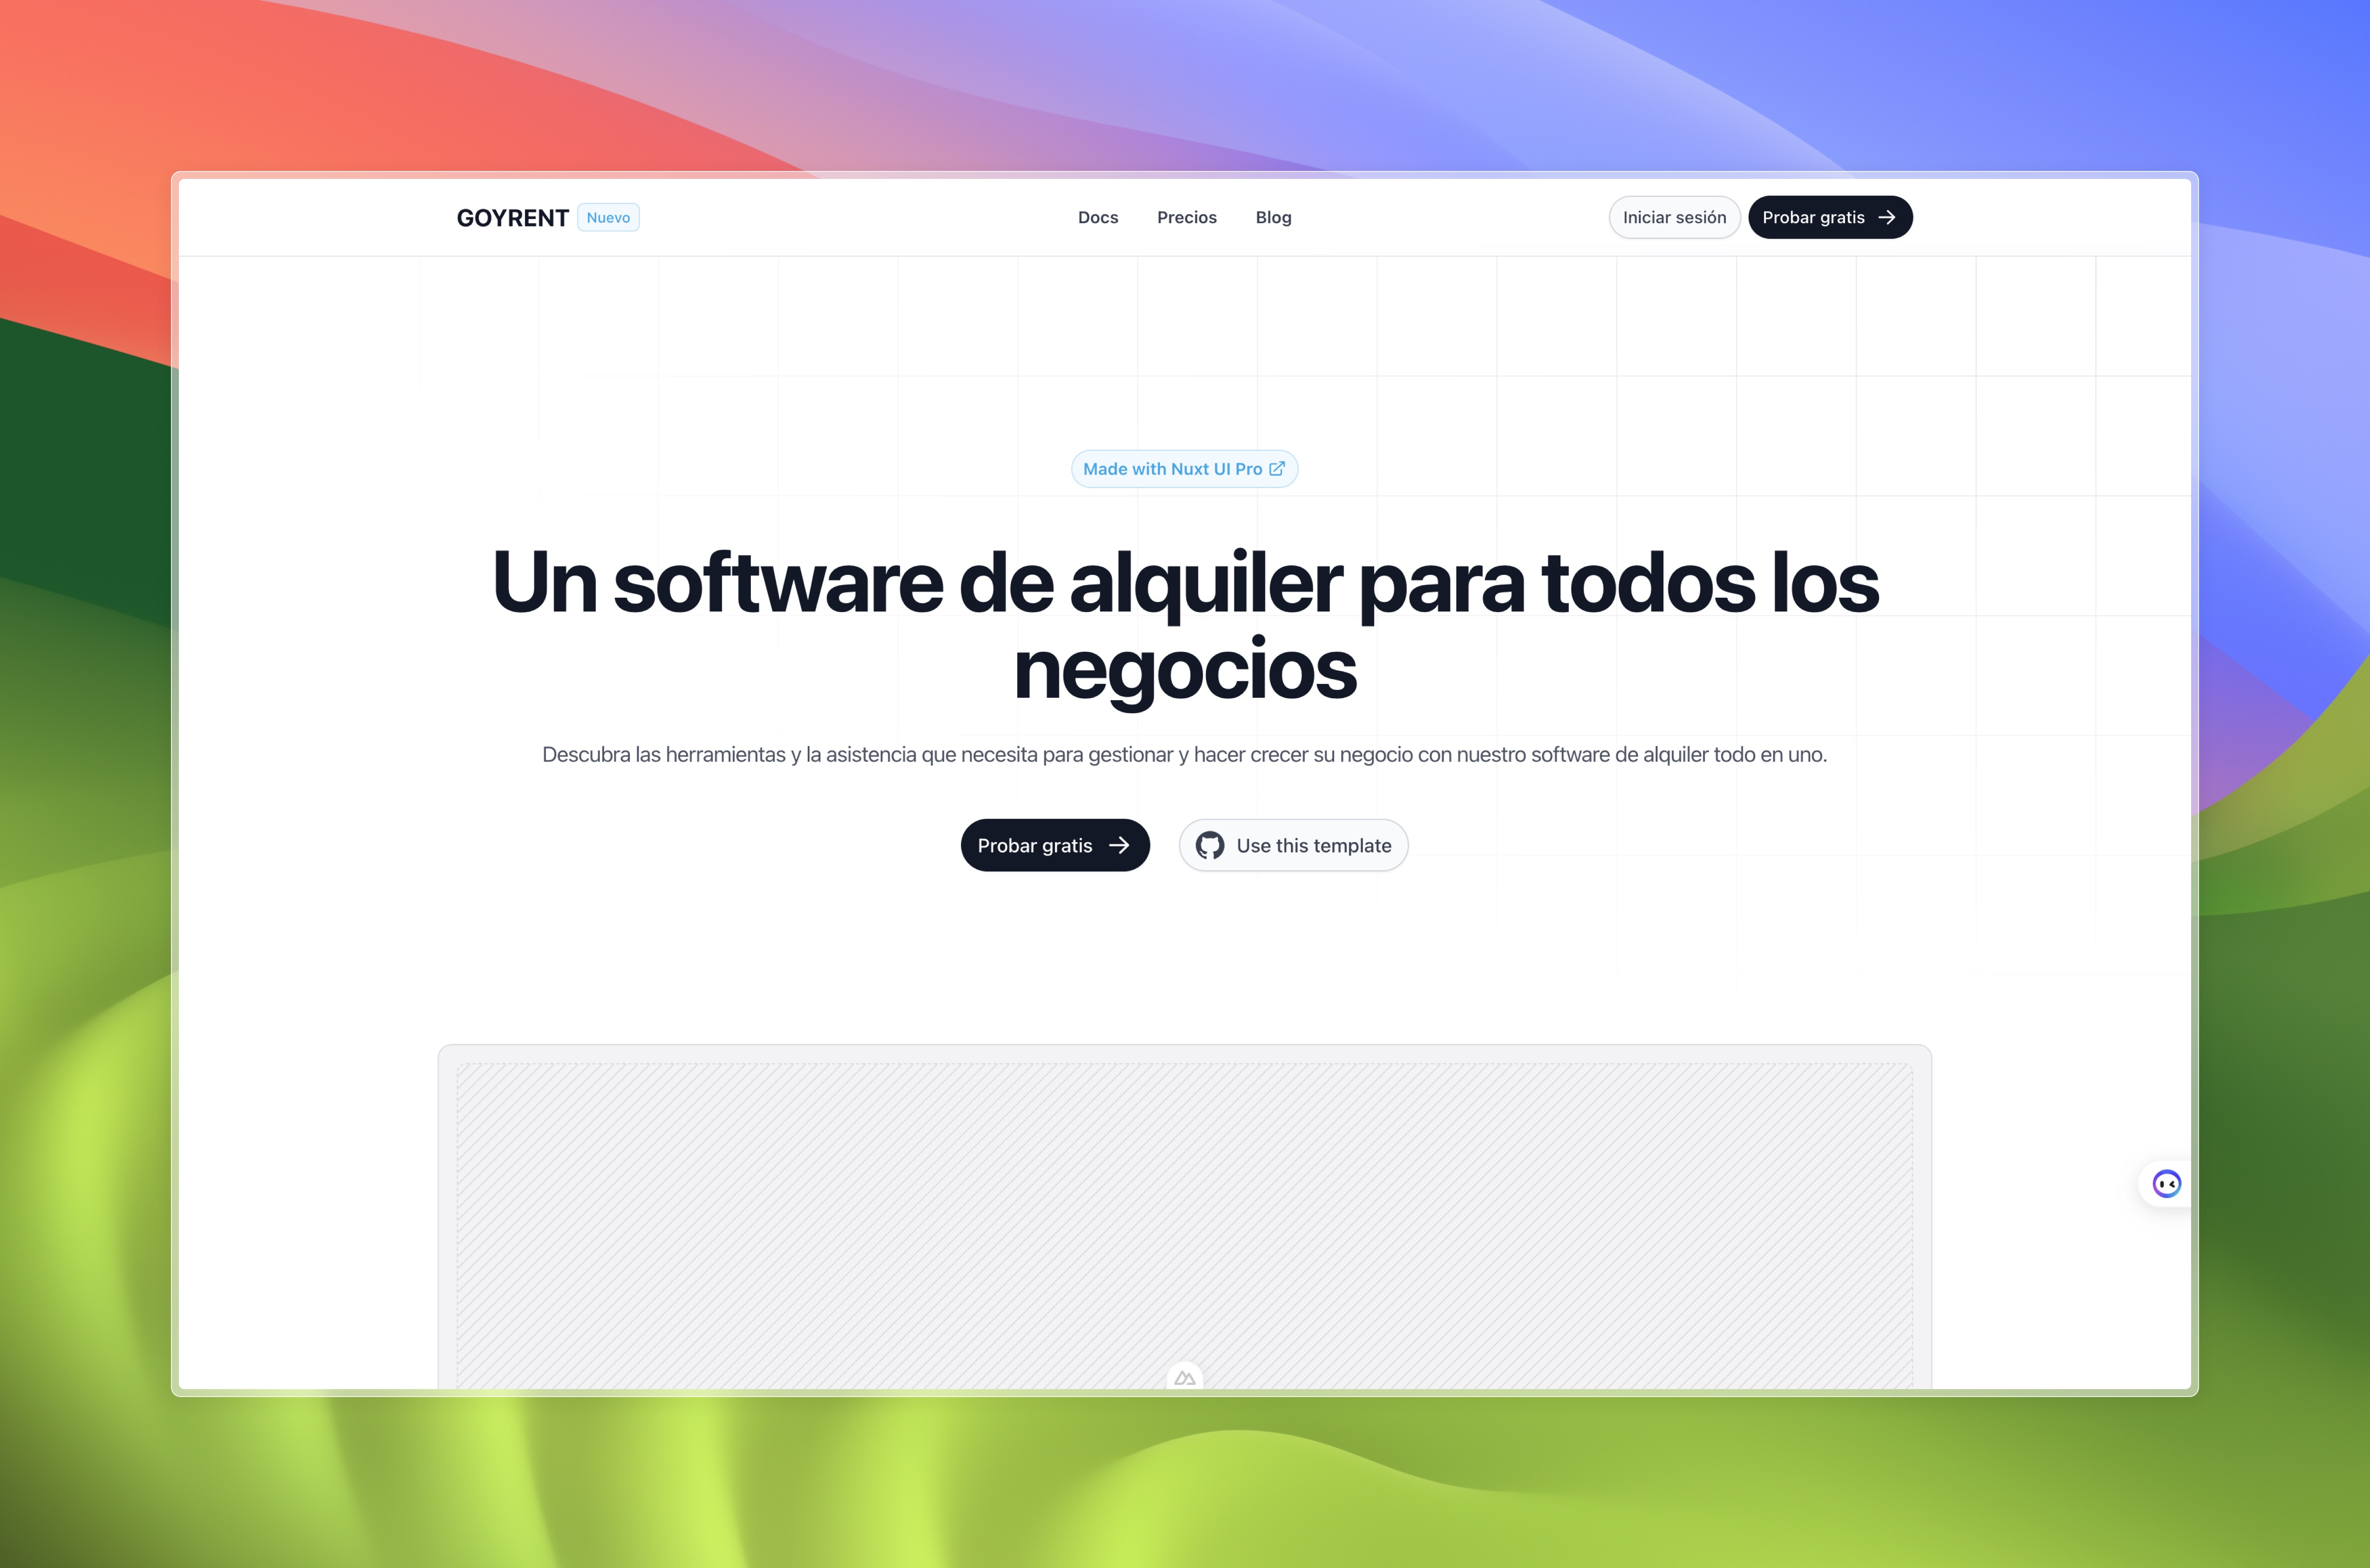 GOYRENT Nuevo
Docs Precios Blog
Iniciar sesión Probar gratis
Made with Nuxt UI Pro
Un software de alquiler para todos los
negocios
Descubra las herramientas y la asistencia que necesita para gestionar y hacer crecer su negocio con nuestro software de alquiler todo en uno.
Probar gratis Use this template